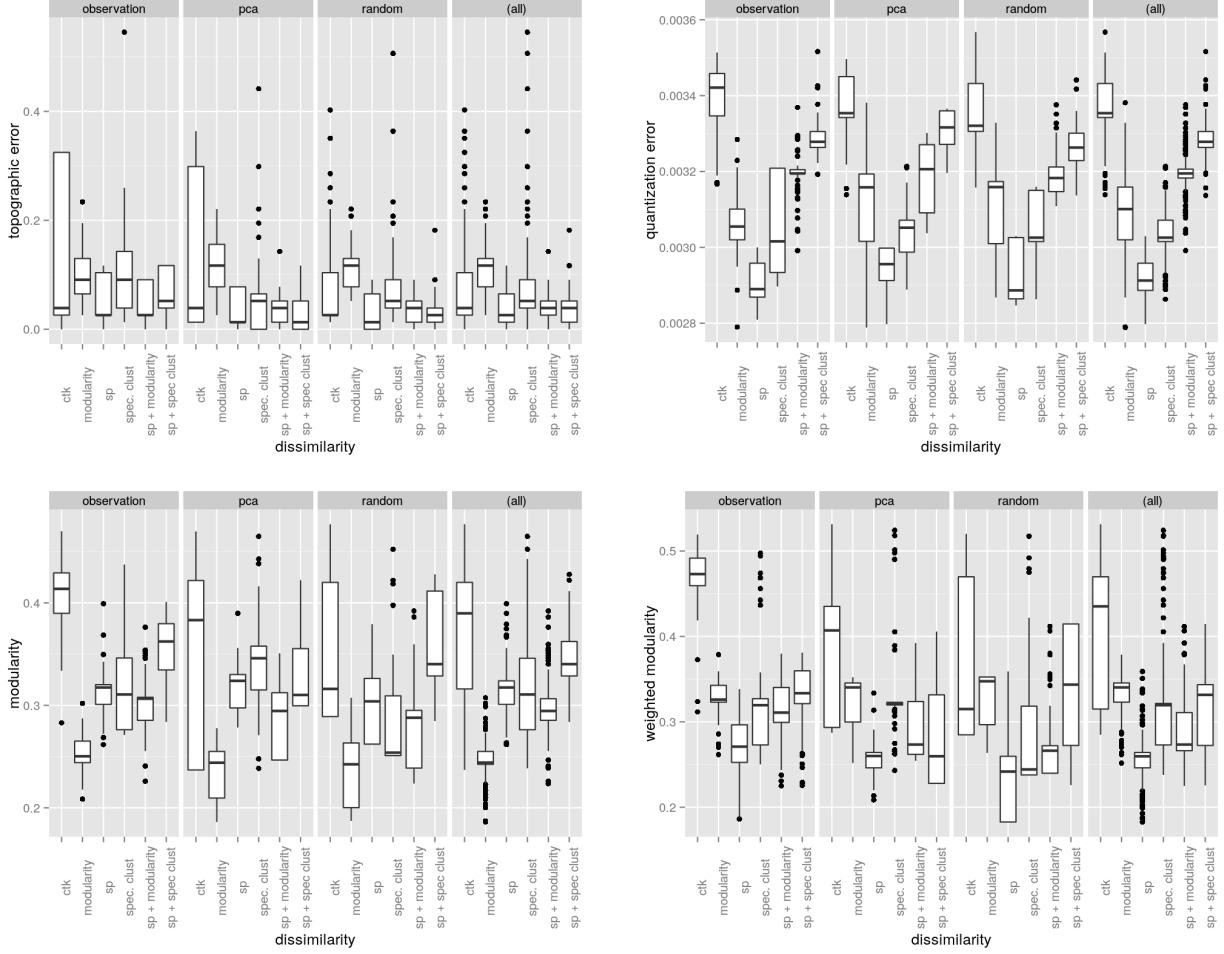 observation pca random (all)
topographic error
0.4
0.2
0.0
ctk modularity sp spec. clust sp + modularity sp + spec clust ctk modularity sp spec. clust sp + modularity sp + spec clust ctk modularity sp spec. clust sp + modularity sp + spec clust ctk modularity sp spec. clust sp + modularity sp + spec clust
dissimilarity
observation pca random (all)
quantization error
0.0036
0.0034
0.0032
0.0030
0.0028
ctk modularity sp spec. clust sp + modularity sp + spec clust ctk modularity sp spec. clust sp + modularity sp + spec clust ctk modularity sp spec. clust sp + modularity sp + spec clust ctk modularity sp spec. clust sp + modularity sp + spec clust
dissimilarity
observation pca random (all)
modularity
0.4
0.3
0.2
ctk modularity sp spec. clust sp + modularity sp + spec clust ctk modularity sp spec. clust sp + modularity sp + spec clust ctk modularity sp spec. clust sp + modularity sp + spec clust ctk modularity sp spec. clust sp + modularity sp + spec clust
dissimilarity
observation pca random (all)
weighted modularity
0.5
0.4
0.3
0.2
ctk modularity sp spec. clust sp + modularity sp + spec clust ctk modularity sp spec. clust sp + modularity sp + spec clust ctk modularity sp spec. clust sp + modularity sp + spec clust ctk modularity sp spec. clust sp + modularity sp + spec clust
dissimilarity